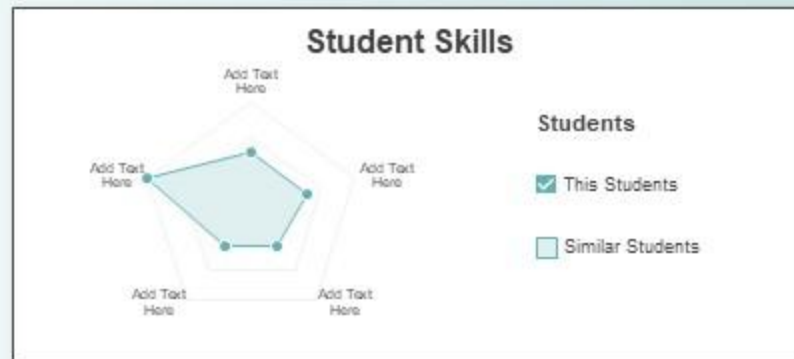 Student Skills
Add Text
Here
Add Text
Here
Add Text
Here
Add Text
Here
Add Text
Here
Students
This Students
Similar Students